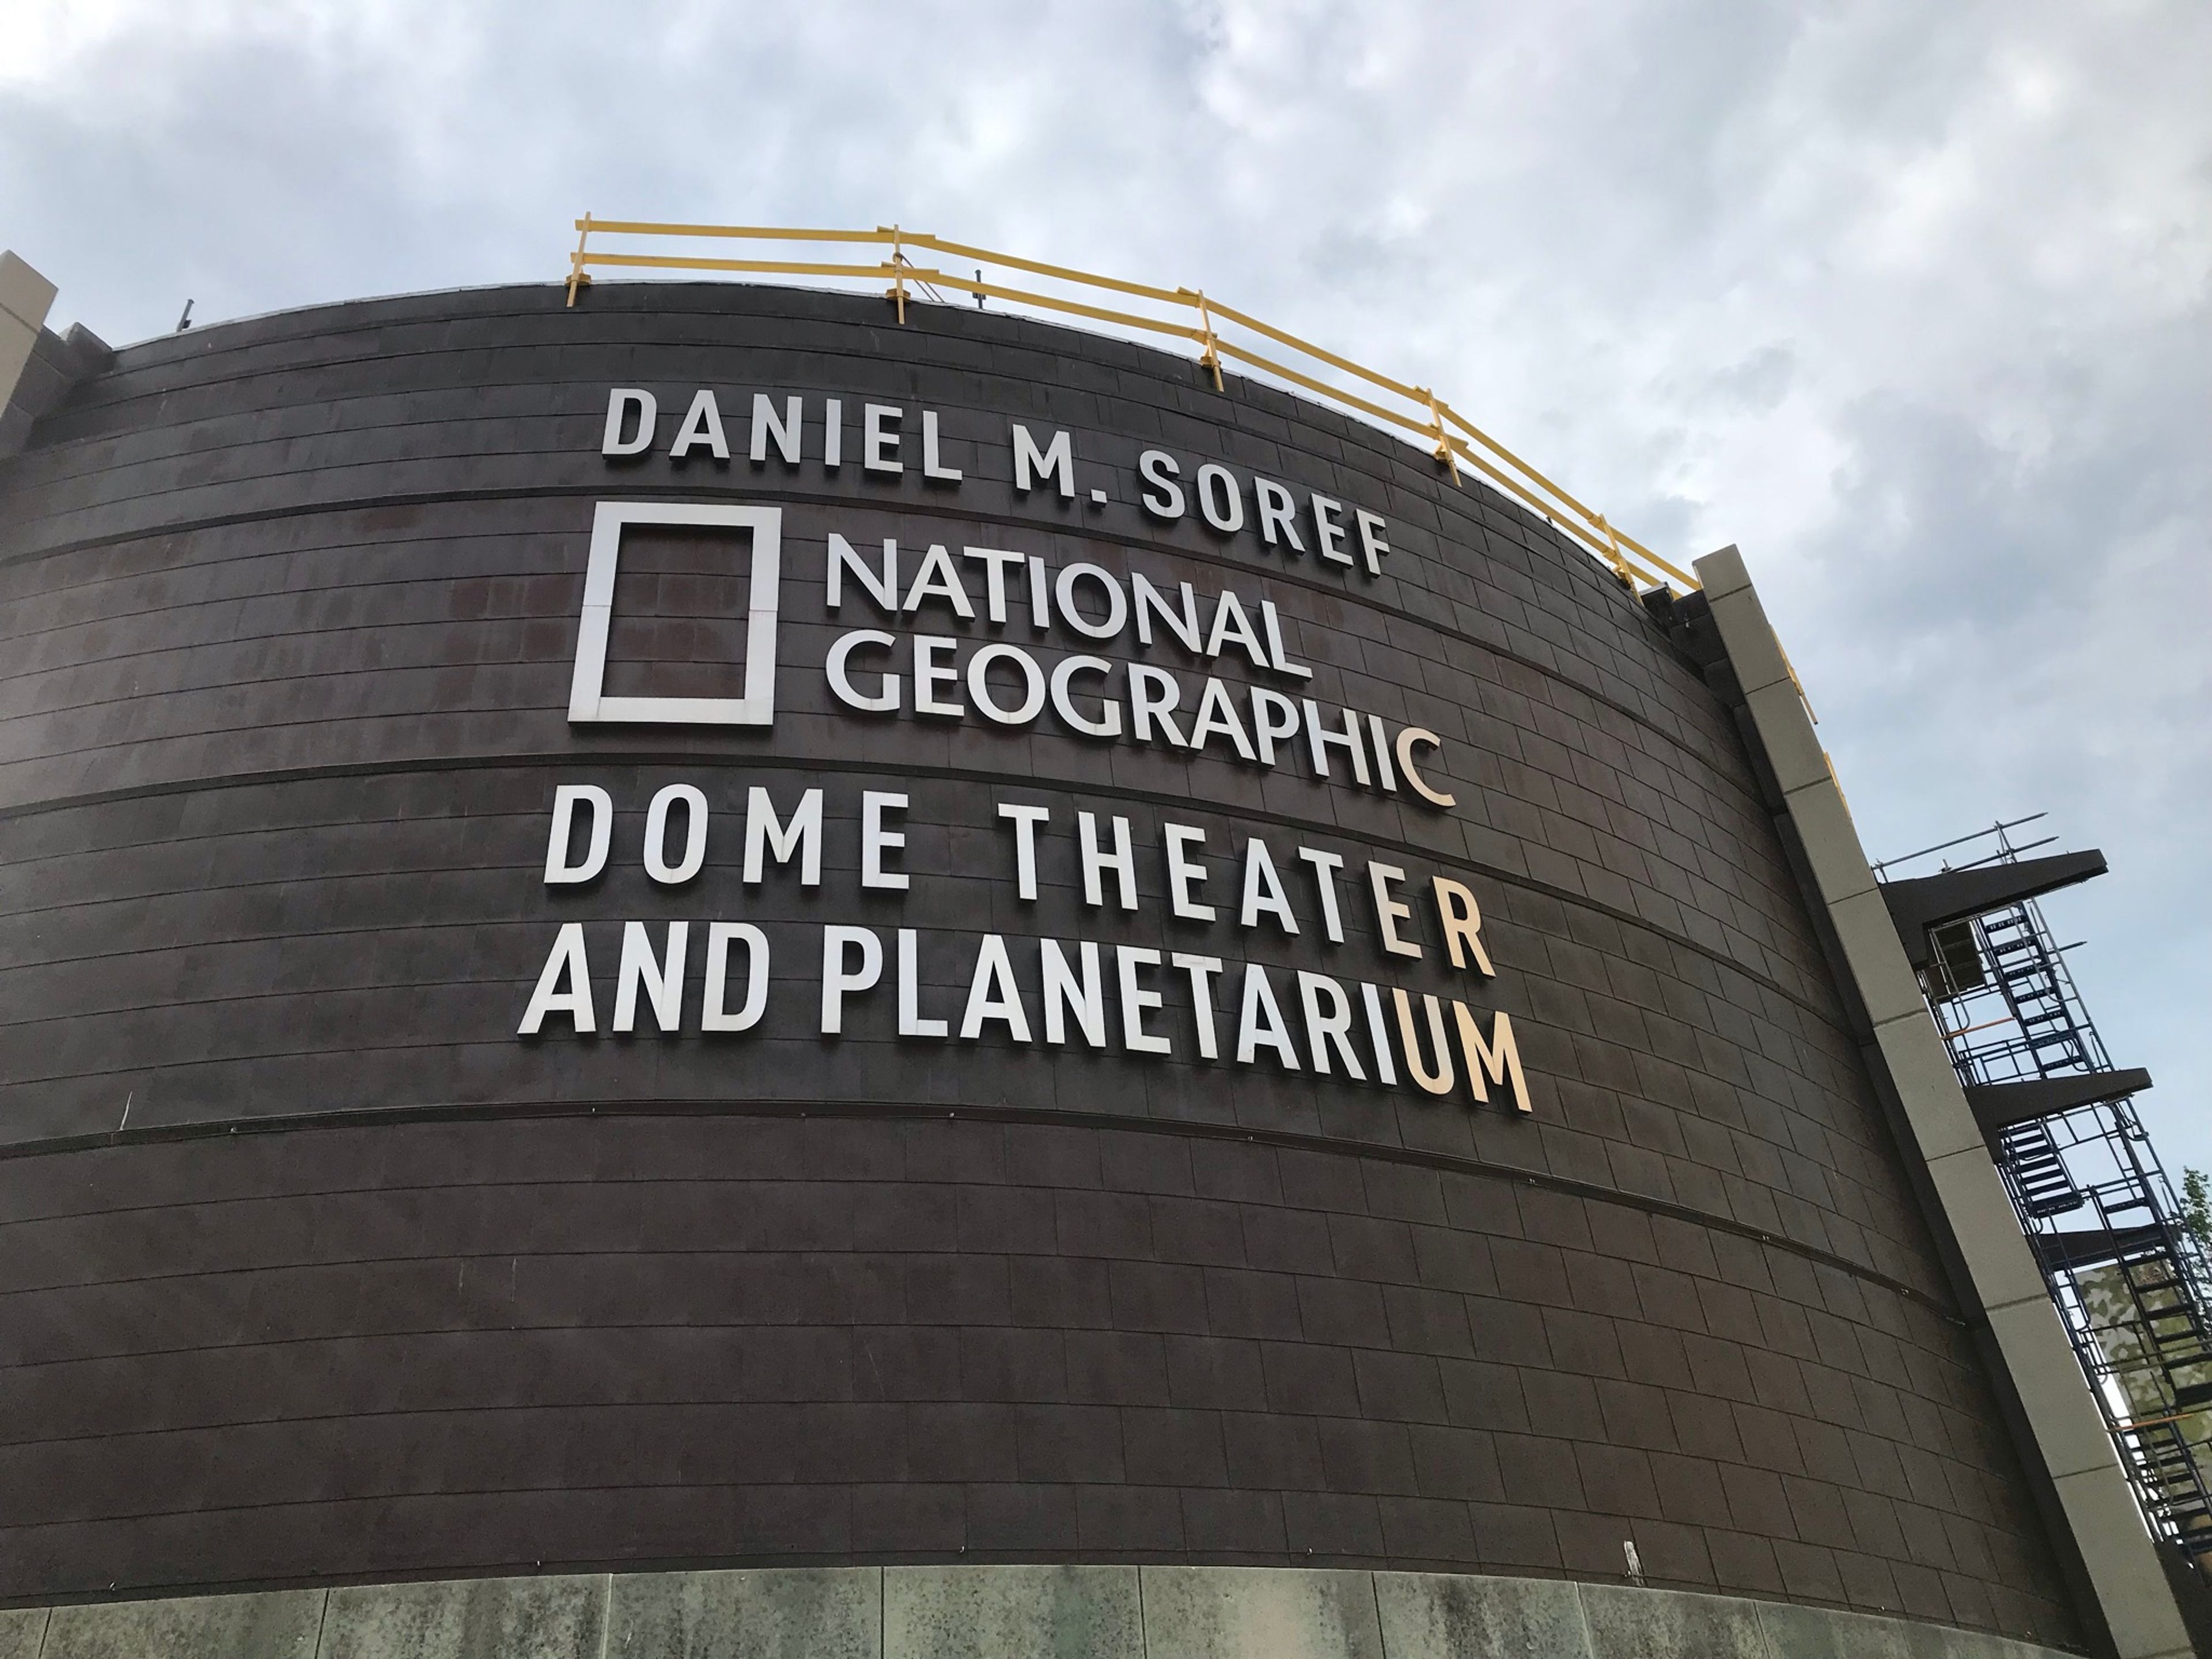 DANIEL M. SOREF
NATIONAL
GEOGRAPHIC
DOME THEATER
AND PLANETARIUM